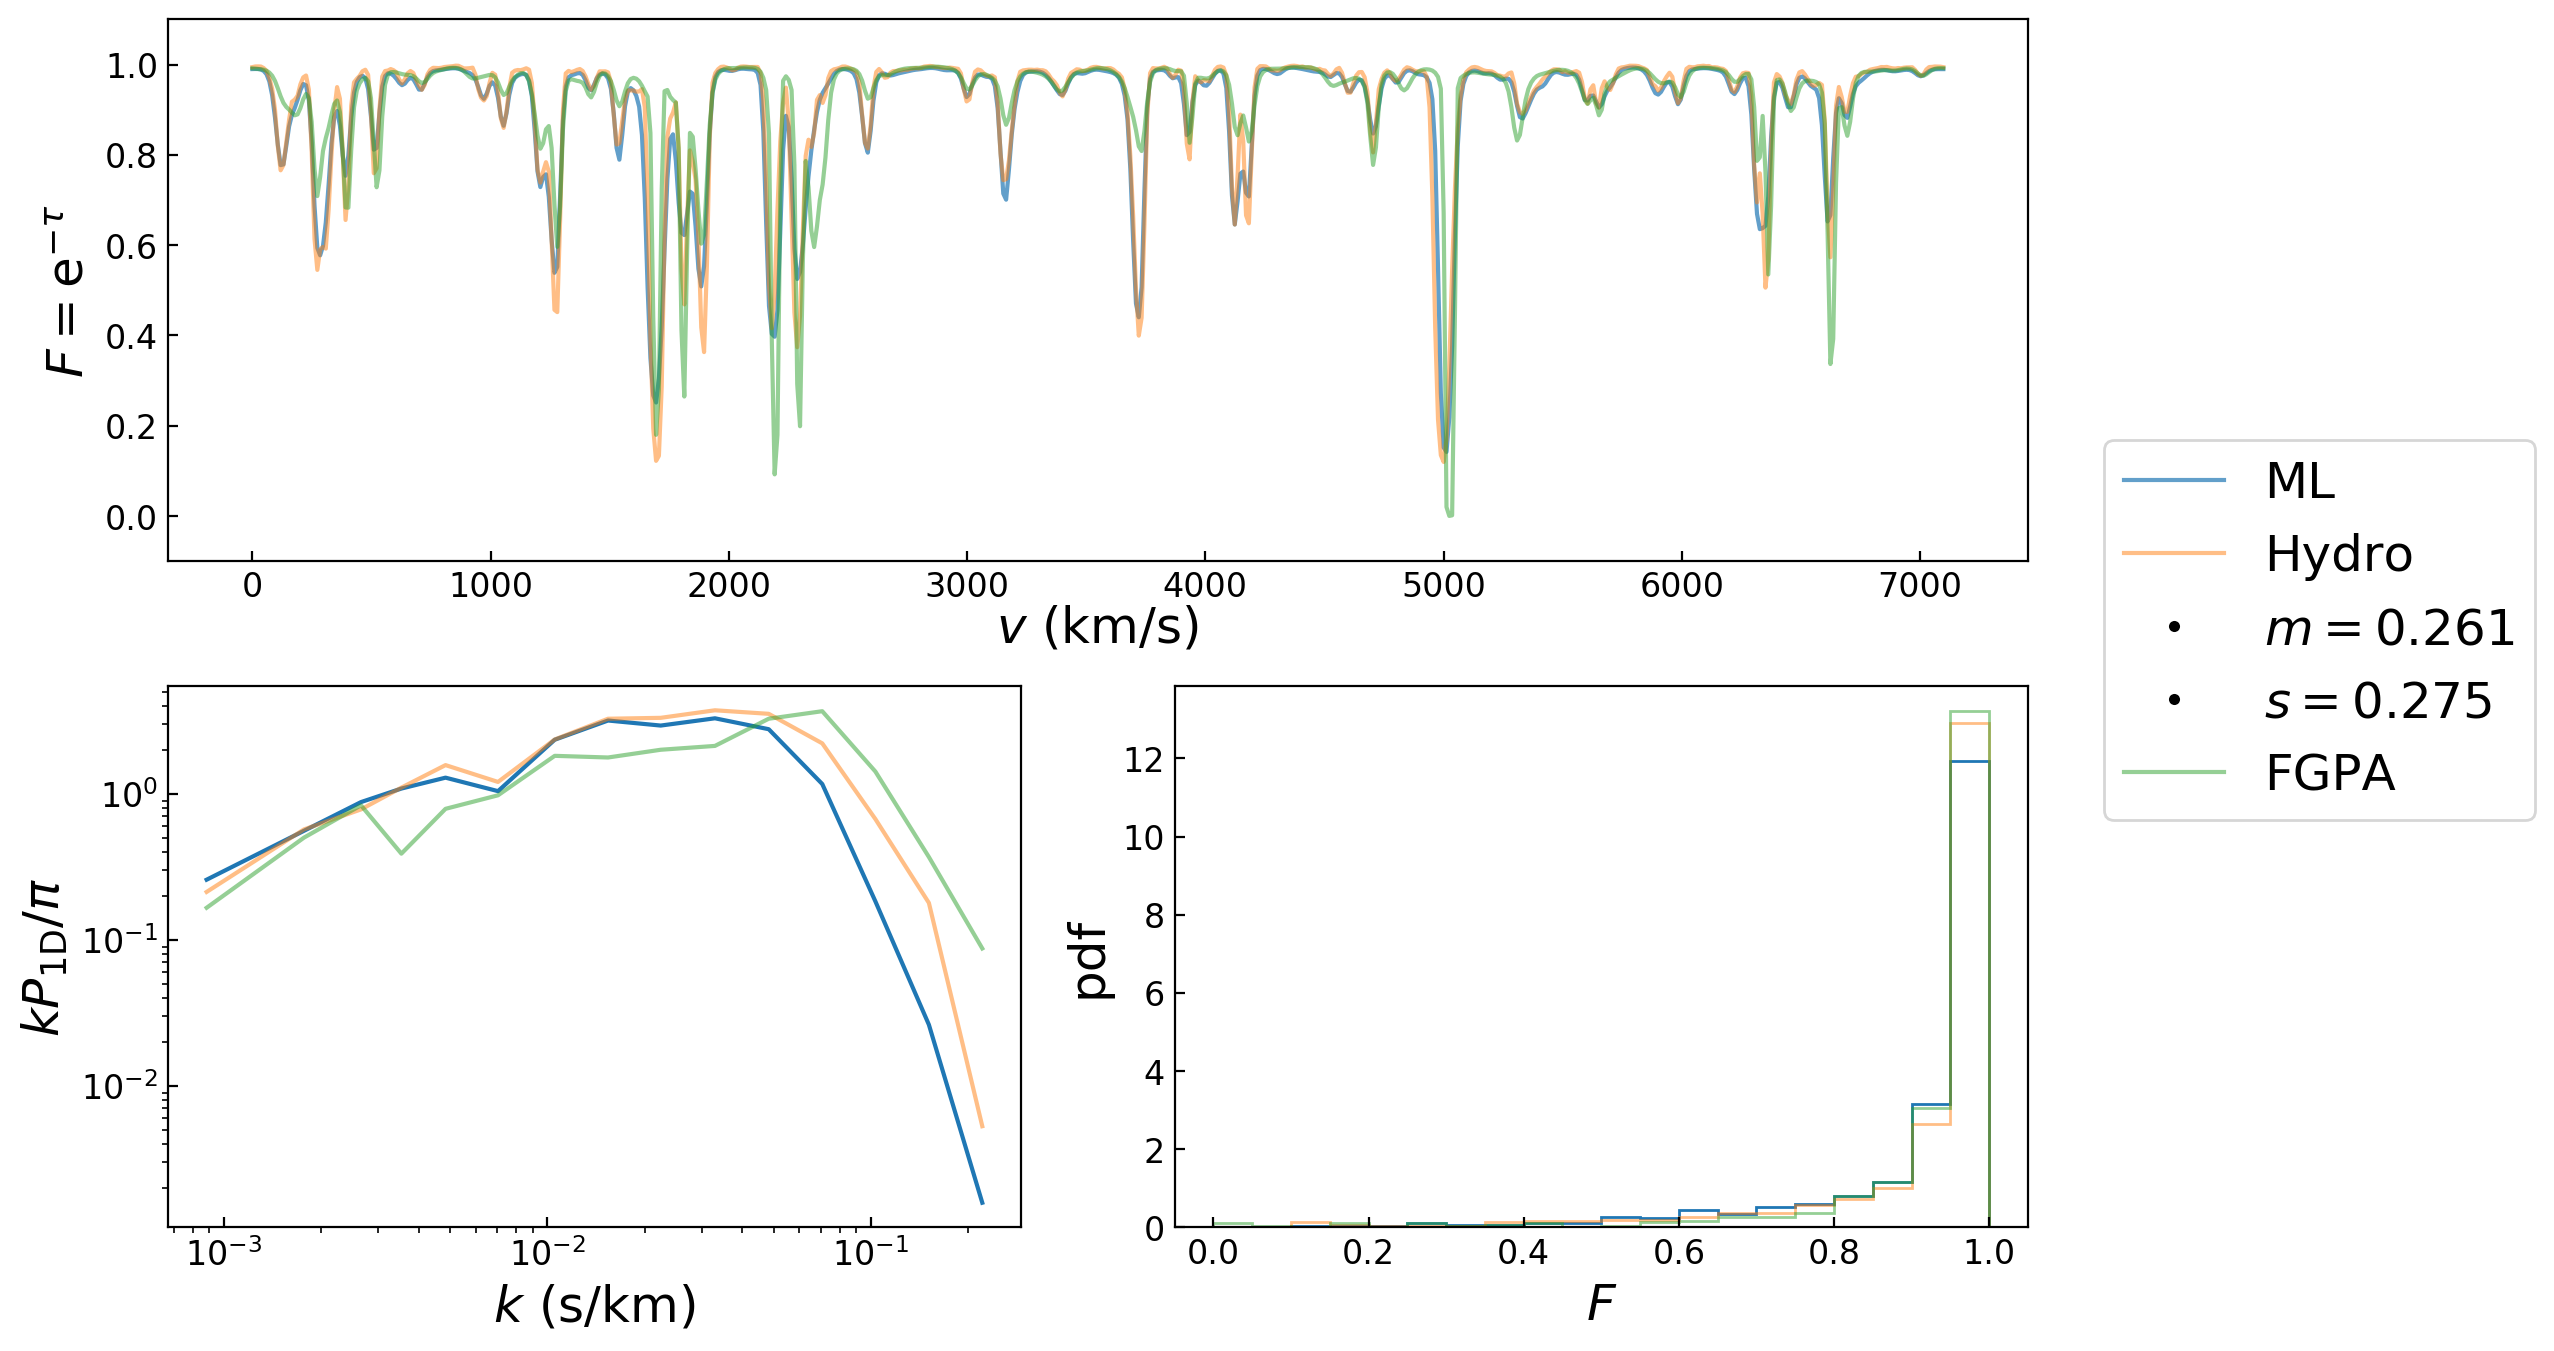 1.0
0.8
0.6
0.4
0.2
0.0
F = e^{−τ}
0 1000 2000 3000 4000 5000 6000 7000
v (km/s)
ML
Hydro
m = 0.261
s = 0.275
FGPA
10^0
10^{−1}
10^{−2}
kP_{1D}/π
10^{−3} 10^{−2} 10^{−1}
k (s/km)
12
10
8
6
4
2
0
pdf
0.0 0.2 0.4 0.6 0.8 1.0
F